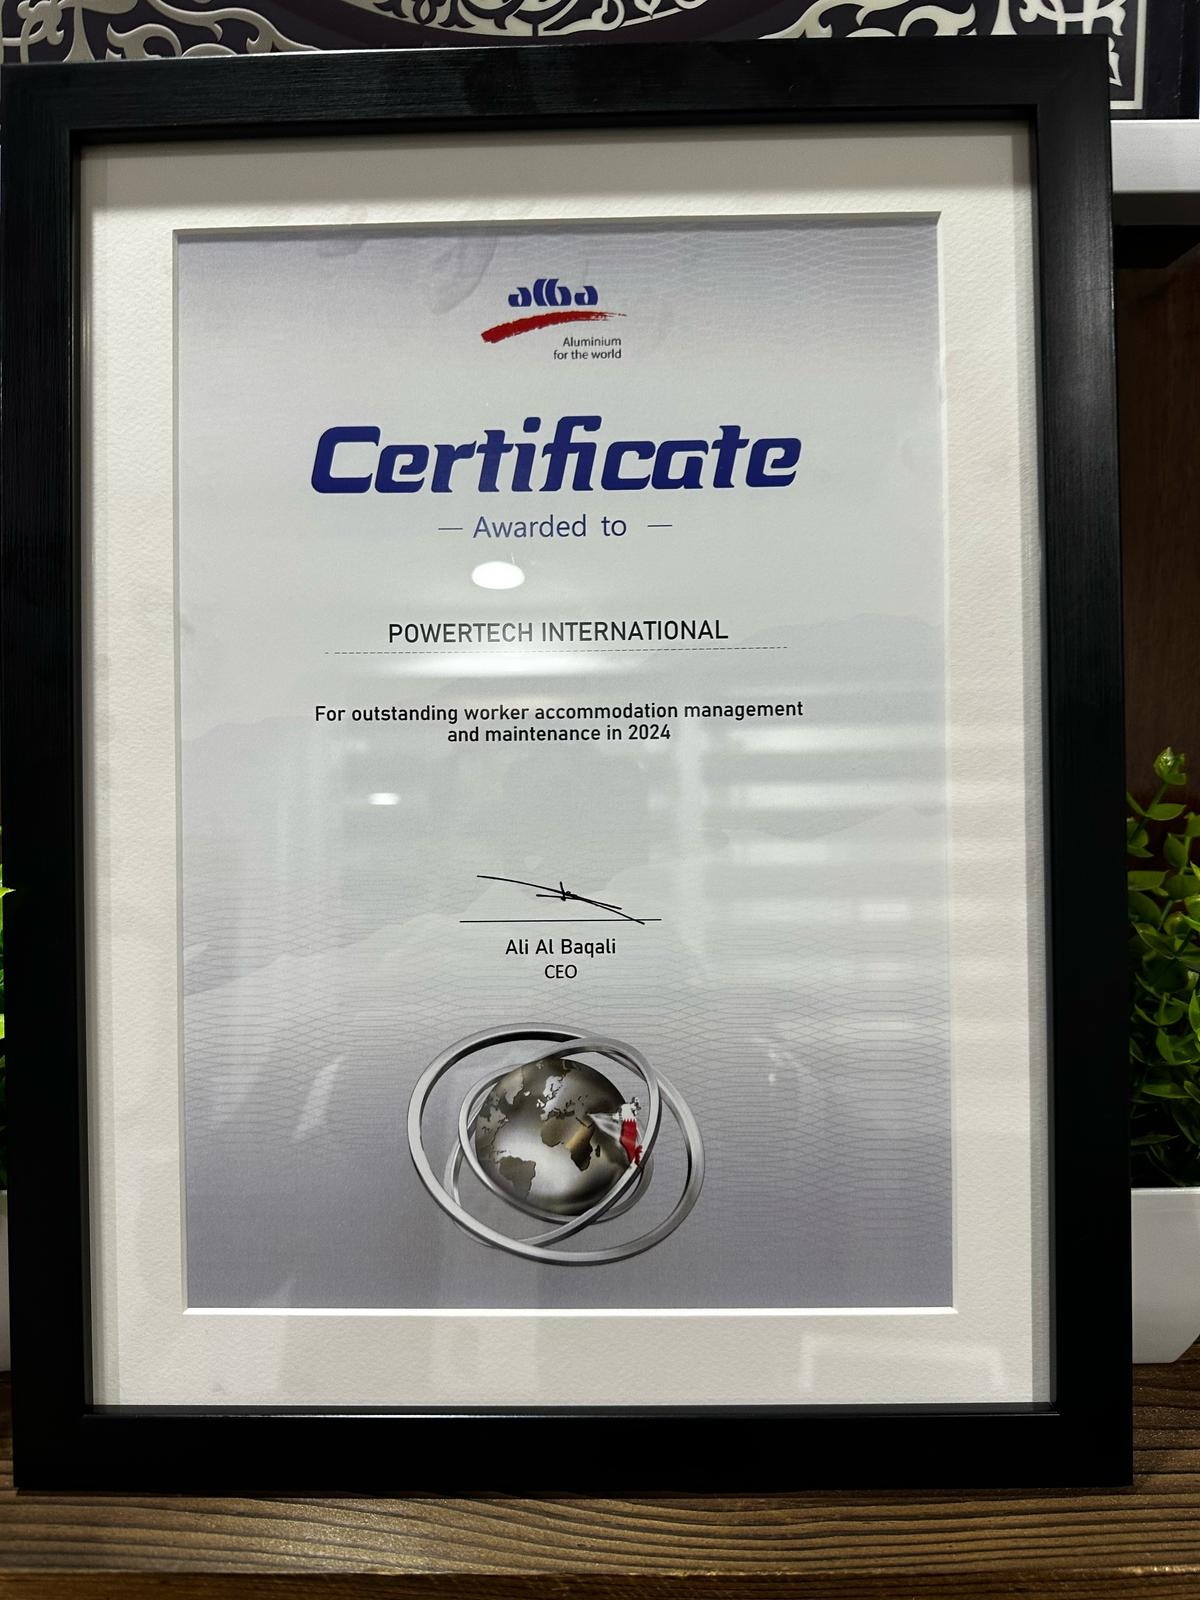 alba
Aluminium
for the world
Certificate
— Awarded to —
POWERTECH INTERNATIONAL
For outstanding worker accommodation management
and maintenance in 2024
Ali Al Baqali
CEO